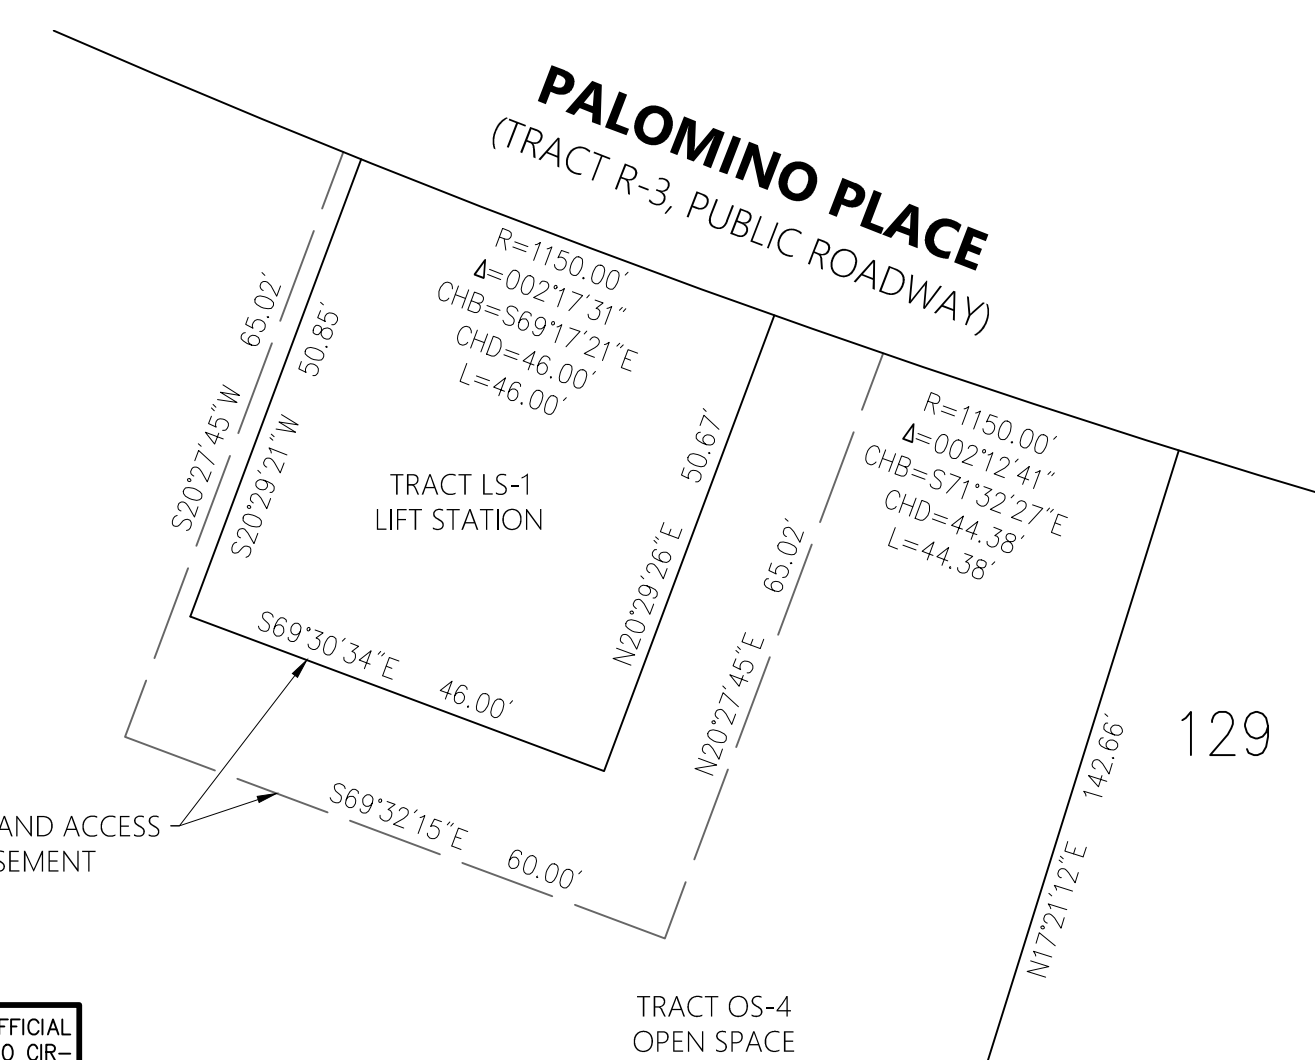 PALOMINO PLACE
(TRACT R-3, PUBLIC ROADWAY)
R=1150.00'
Δ=002°17'31"
CHB=S69°17'21"E
CHD=46.00'
L=46.00'
S20°27'45"W 65.02'
S20°29'21"W 50.85'
TRACT LS-1
LIFT STATION
N20°29'26"E 50.67'
S69°30'34"E 46.00'
R=1150.00'
Δ=002°12'41"
CHB=S71°32'27"E
CHD=44.38'
L=44.38'
N20°27'45"E 65.02'
S69°32'15"E 60.00'
N17°21'12"E 142.66'
129
AND ACCESS
SEMENT
TRACT OS-4
OPEN SPACE
FFICIAL
O CIR-